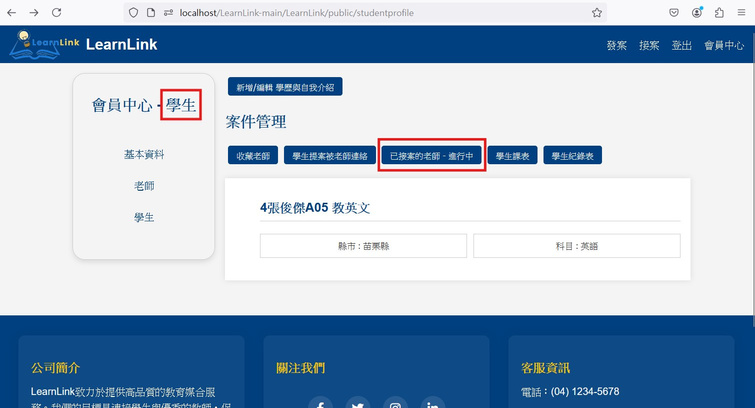 localhost/LearnLink-main/LearnLink/public/studentprofile
LearnLink LearnLink
發案 接案 登出 會員中心
會員中心 - 學生
基本資料
老師
學生
新增/編輯 學歷與自我介紹
案件管理
收藏老師 學生提案被老師連絡 已接案的老師 - 進行中 學生課表 學生紀錄表
4張俊傑A05 教英文
縣市 : 苗栗縣 科目 : 英語
公司簡介
LearnLink致力於提供高品質的教育媒合服
關注我們
客服資訊
電話：(04) 1234-5678